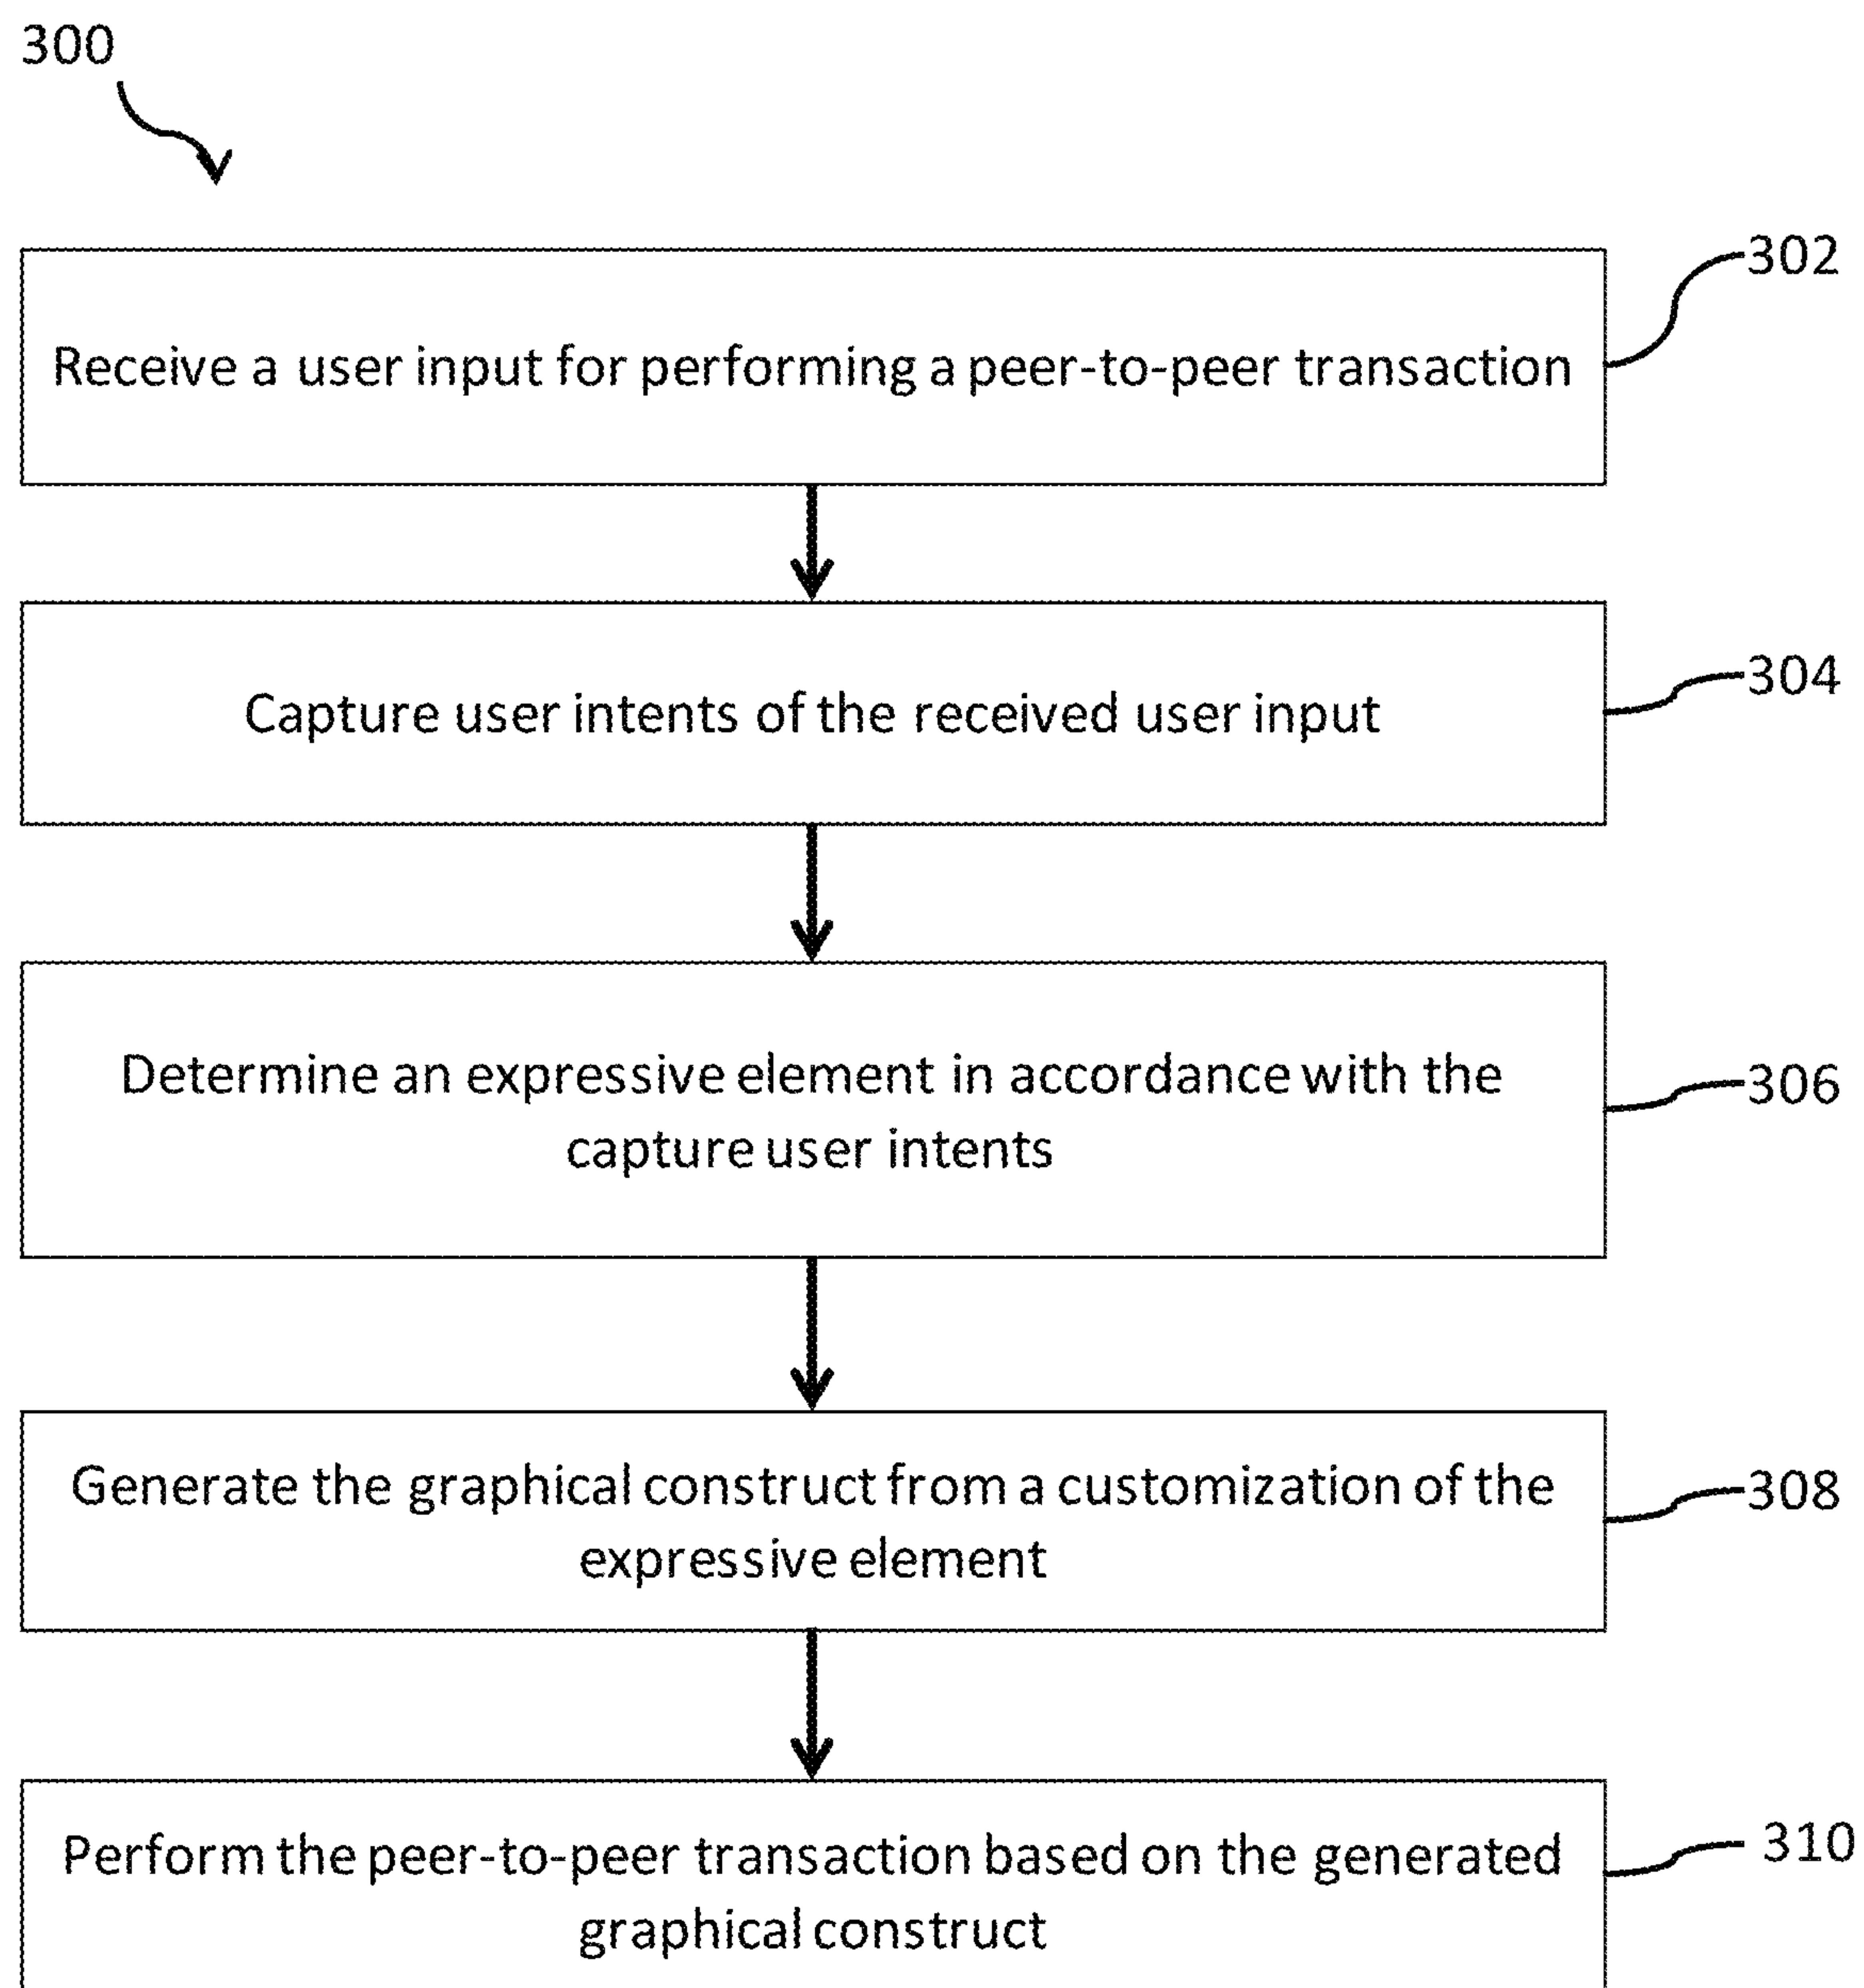 300
302
Receive a user input for performing a peer-to-peer transaction
304
Capture user intents of the received user input
Determine an expressive element in accordance with the
306
capture user intents
Generate the graphical construct from a customization of the
308
expressive element
310
Perform the peer-to-peer transaction based on the generated
graphical construct